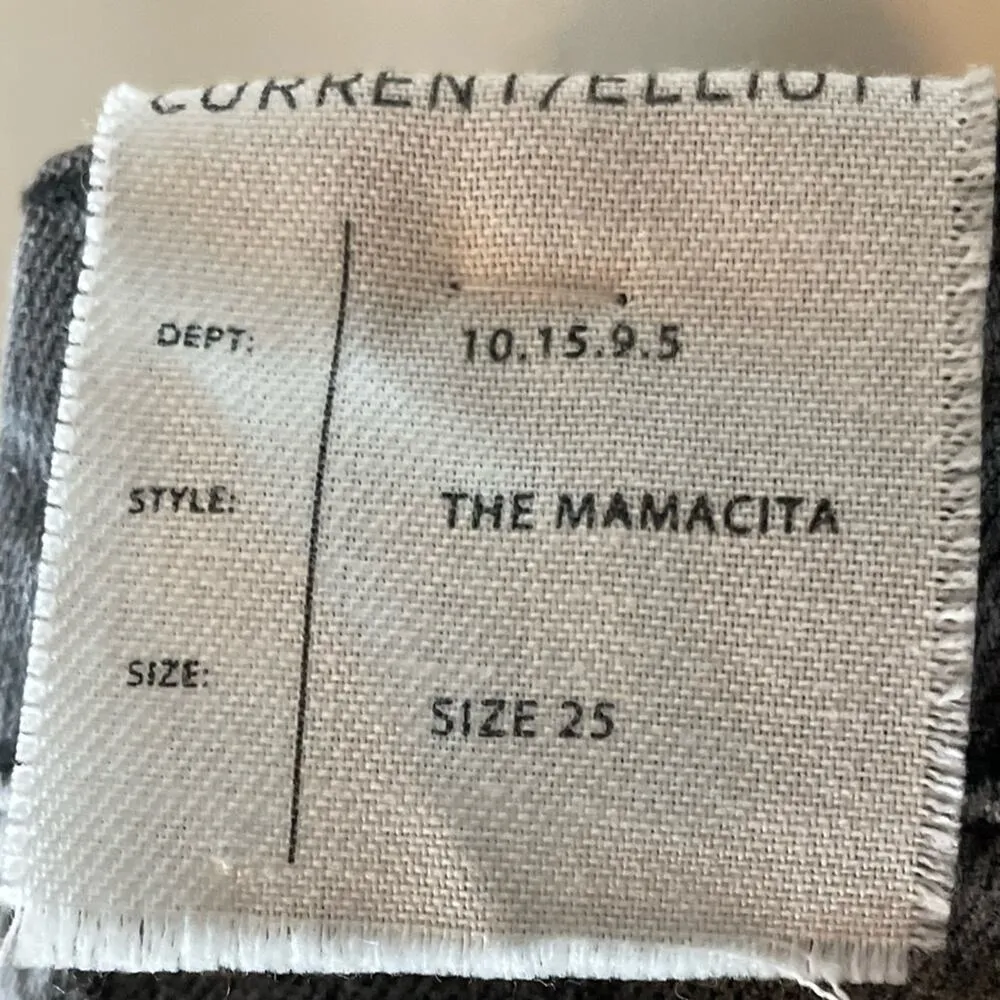 CURRENT/ELLIOTT
DEPT: 10.15.9.5
STYLE: THE MAMACITA
SIZE: SIZE 25